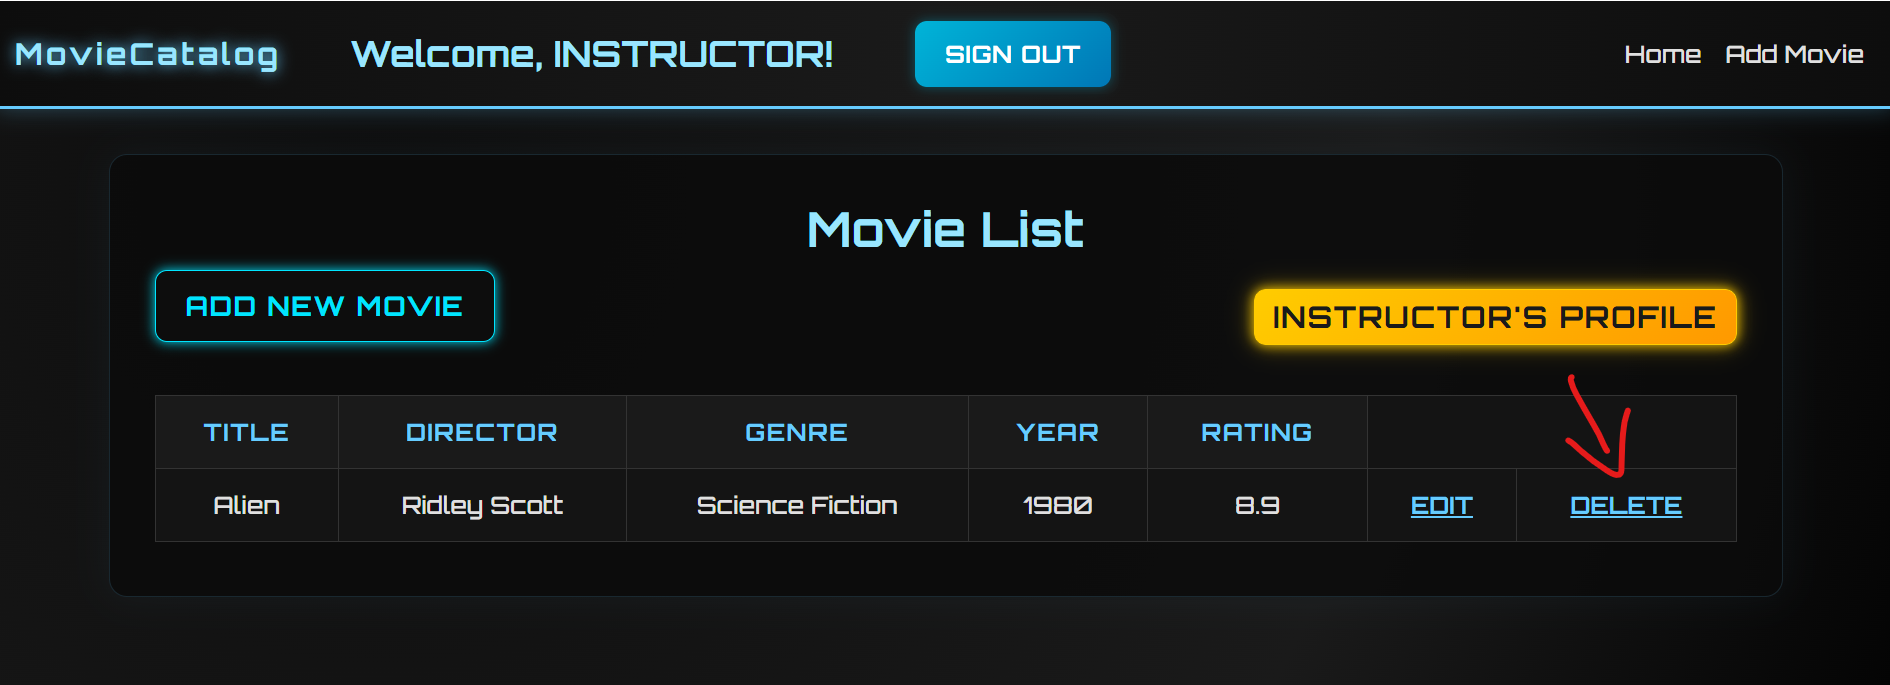 MovieCatalog Welcome, INSTRUCTOR! SIGN OUT Home Add Movie
Movie List
ADD NEW MOVIE INSTRUCTOR'S PROFILE
TITLE DIRECTOR GENRE YEAR RATING
Alien Ridley Scott Science Fiction 1980 8.9 EDIT DELETE